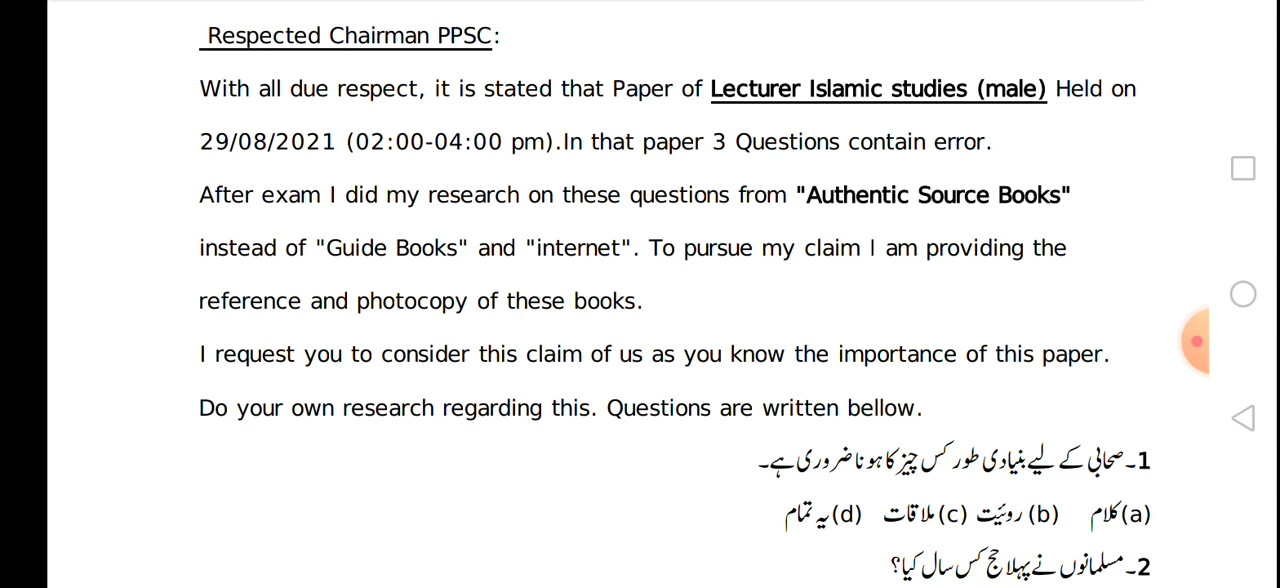 Respected Chairman PPSC:
With all due respect, it is stated that Paper of Lecturer Islamic studies (male) Held on
29/08/2021 (02:00-04:00 pm).In that paper 3 Questions contain error.
After exam I did my research on these questions from "Authentic Source Books"
instead of "Guide Books" and "internet". To pursue my claim I am providing the
reference and photocopy of these books.
I request you to consider this claim of us as you know the importance of this paper.
Do your own research regarding this. Questions are written bellow.
1۔صحابی کے لیے بنیادی طور کس چیز کا ہونا ضروری ہے۔
(a)کلام (b) روئیت (c) ملاقات (d) یہ تمام
2۔مسلمانوں نے پہلا حج کس سال کیا؟